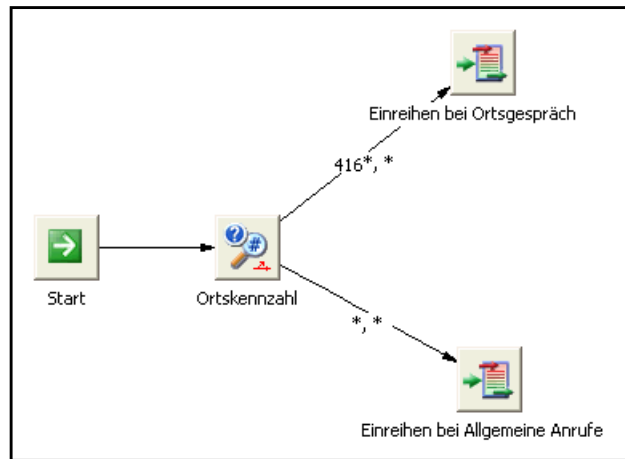 Einreihen bei Ortsgespräch
416*, *
Start
Ortskennzahl
*, *
Einreihen bei Allgemeine Anrufe